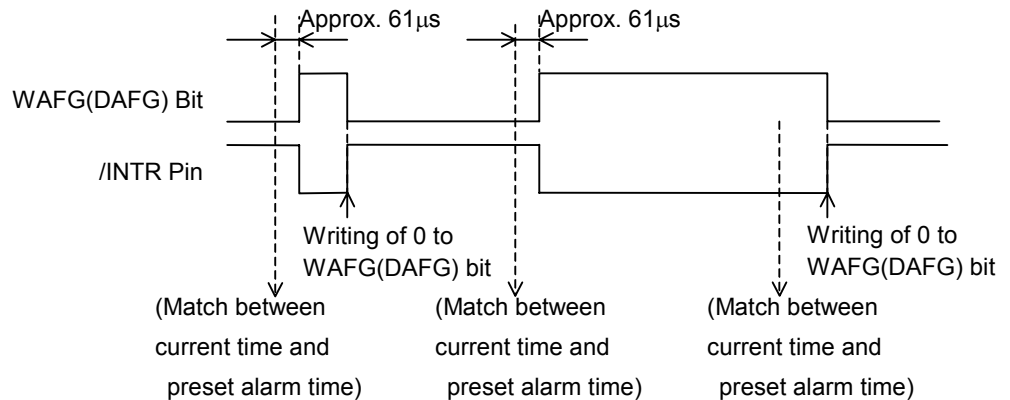 Approx. 61μs
Approx. 61μs
WAFG(DAFG) Bit
/INTR Pin
Writing of 0 to
WAFG(DAFG) bit
Writing of 0 to
WAFG(DAFG) bit
(Match between
current time and
preset alarm time)
(Match between
current time and
preset alarm time)
(Match between
current time and
preset alarm time)